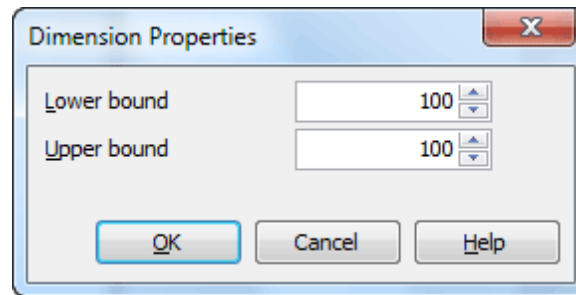 Dimension Properties
Lower bound 100
Upper bound 100
OK Cancel Help